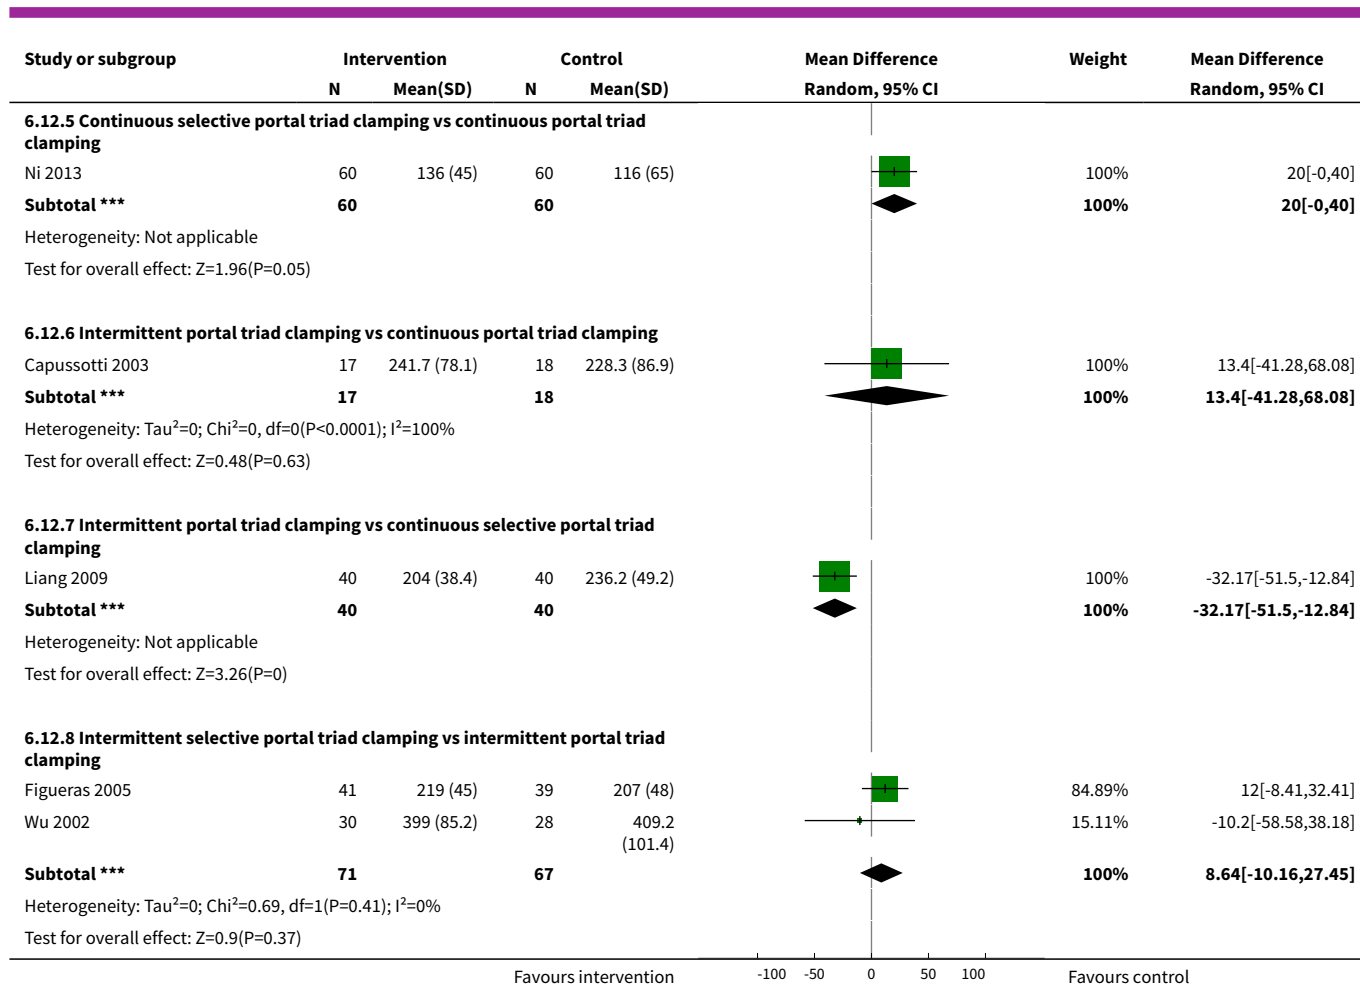 Study or subgroup Intervention Control Mean Difference Weight Mean Difference
N Mean(SD) N Mean(SD) Random, 95% CI Random, 95% CI
6.12.5 Continuous selective portal triad clamping vs continuous portal triad
clamping
Ni 2013 60 136 (45) 60 116 (65) 100% 20[-0,40]
Subtotal *** 60 60 100% 20[-0,40]
Heterogeneity: Not applicable
Test for overall effect: Z=1.96(P=0.05)
6.12.6 Intermittent portal triad clamping vs continuous portal triad clamping
Capussotti 2003 17 241.7 (78.1) 18 228.3 (86.9) 100% 13.4[-41.28,68.08]
Subtotal *** 17 18 100% 13.4[-41.28,68.08]
Heterogeneity: Tau²=0; Chi²=0, df=0(P<0.0001); I²=100%
Test for overall effect: Z=0.48(P=0.63)
6.12.7 Intermittent portal triad clamping vs continuous selective portal triad
clamping
Liang 2009 40 204 (38.4) 40 236.2 (49.2) 100% -32.17[-51.5,-12.84]
Subtotal *** 40 40 100% -32.17[-51.5,-12.84]
Heterogeneity: Not applicable
Test for overall effect: Z=3.26(P=0)
6.12.8 Intermittent selective portal triad clamping vs intermittent portal triad
clamping
Figueras 2005 41 219 (45) 39 207 (48) 84.89% 12[-8.41,32.41]
Wu 2002 30 399 (85.2) 28 409.2 15.11% -10.2[-58.58,38.18]
(101.4)
Subtotal *** 71 67 100% 8.64[-10.16,27.45]
Heterogeneity: Tau²=0; Chi²=0.69, df=1(P=0.41); I²=0%
Test for overall effect: Z=0.9(P=0.37)
Favours intervention -100 -50 0 50 100 Favours control